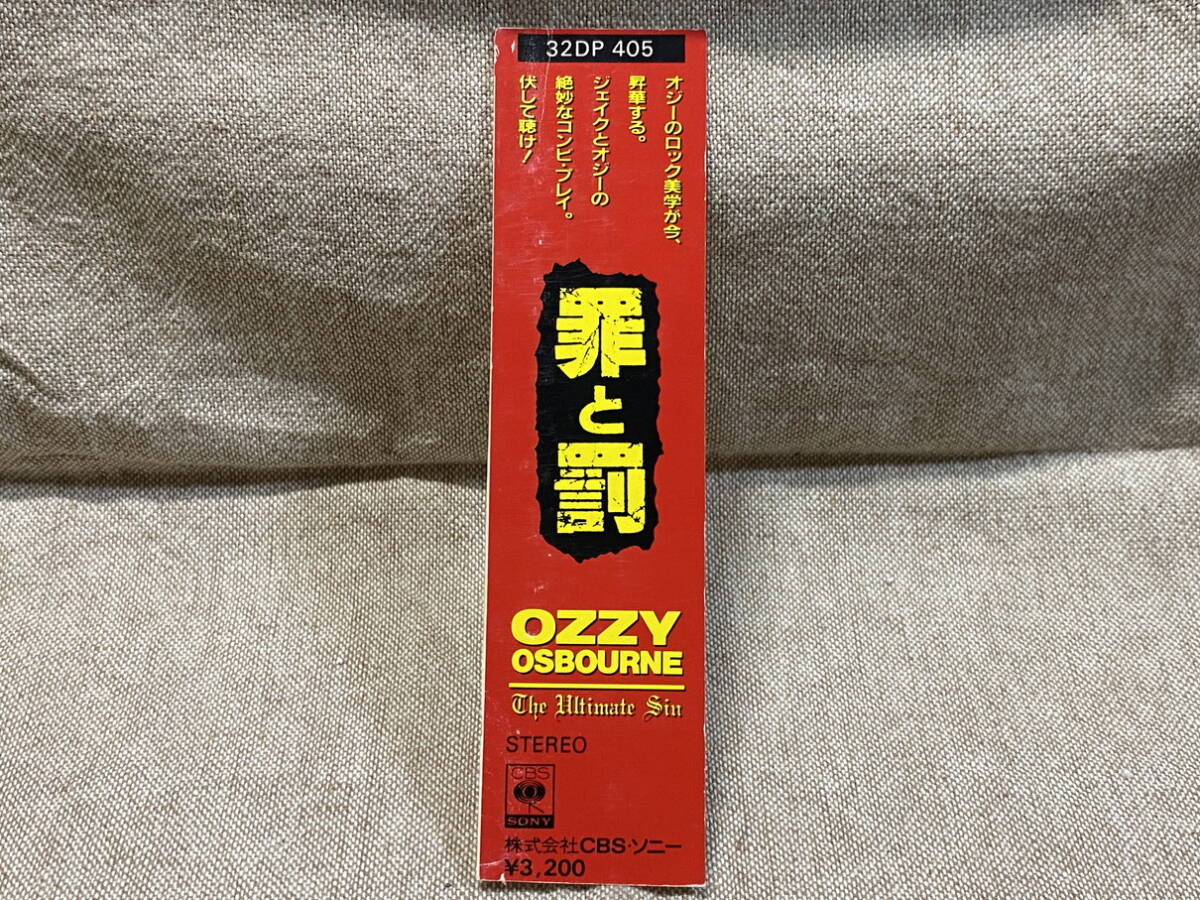 32DP 405
オジーのロック美学が今、
昇華する。
ジェイクとオジーの
絶妙なコンビ・プレイ。
伏して聴け!
罪と罰
OZZY
OSBOURNE
The Ultimate Sin
STEREO
CBS
SONY
株式会社CBS・ソニー
¥3,200